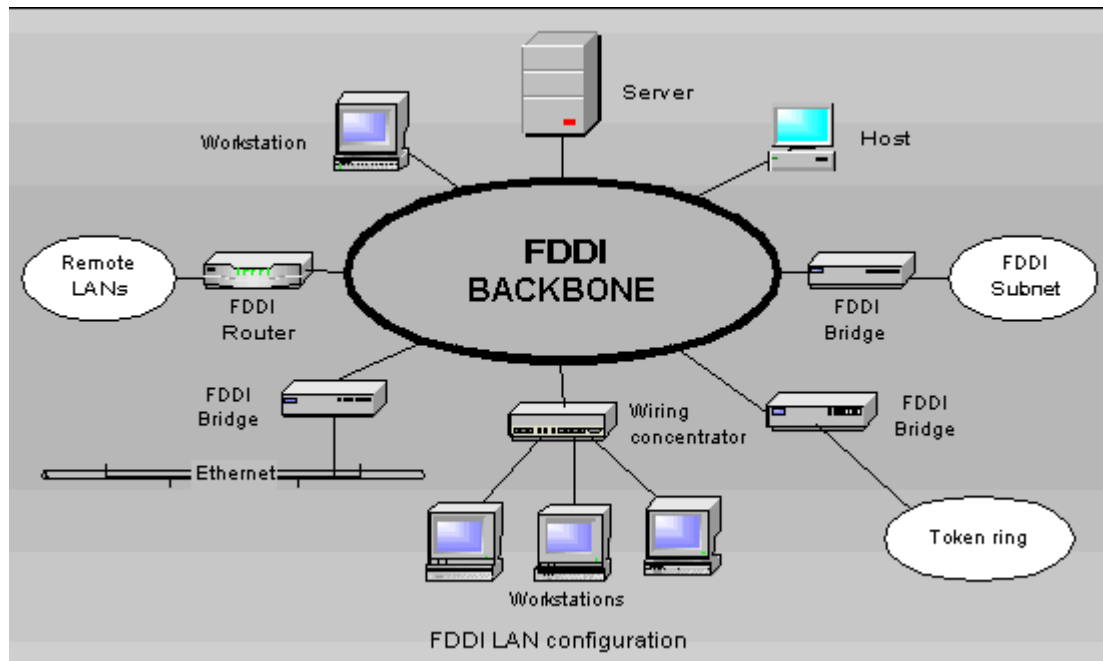 Server
Workstation
Host
Remote
LANs
FDDI
Router
FDDI
BACKBONE
FDDI
Bridge
FDDI
Subnet
FDDI
Bridge
Ethernet
Wiring
concentrator
FDDI
Bridge
Token ring
Workstations
FDDI LAN configuration